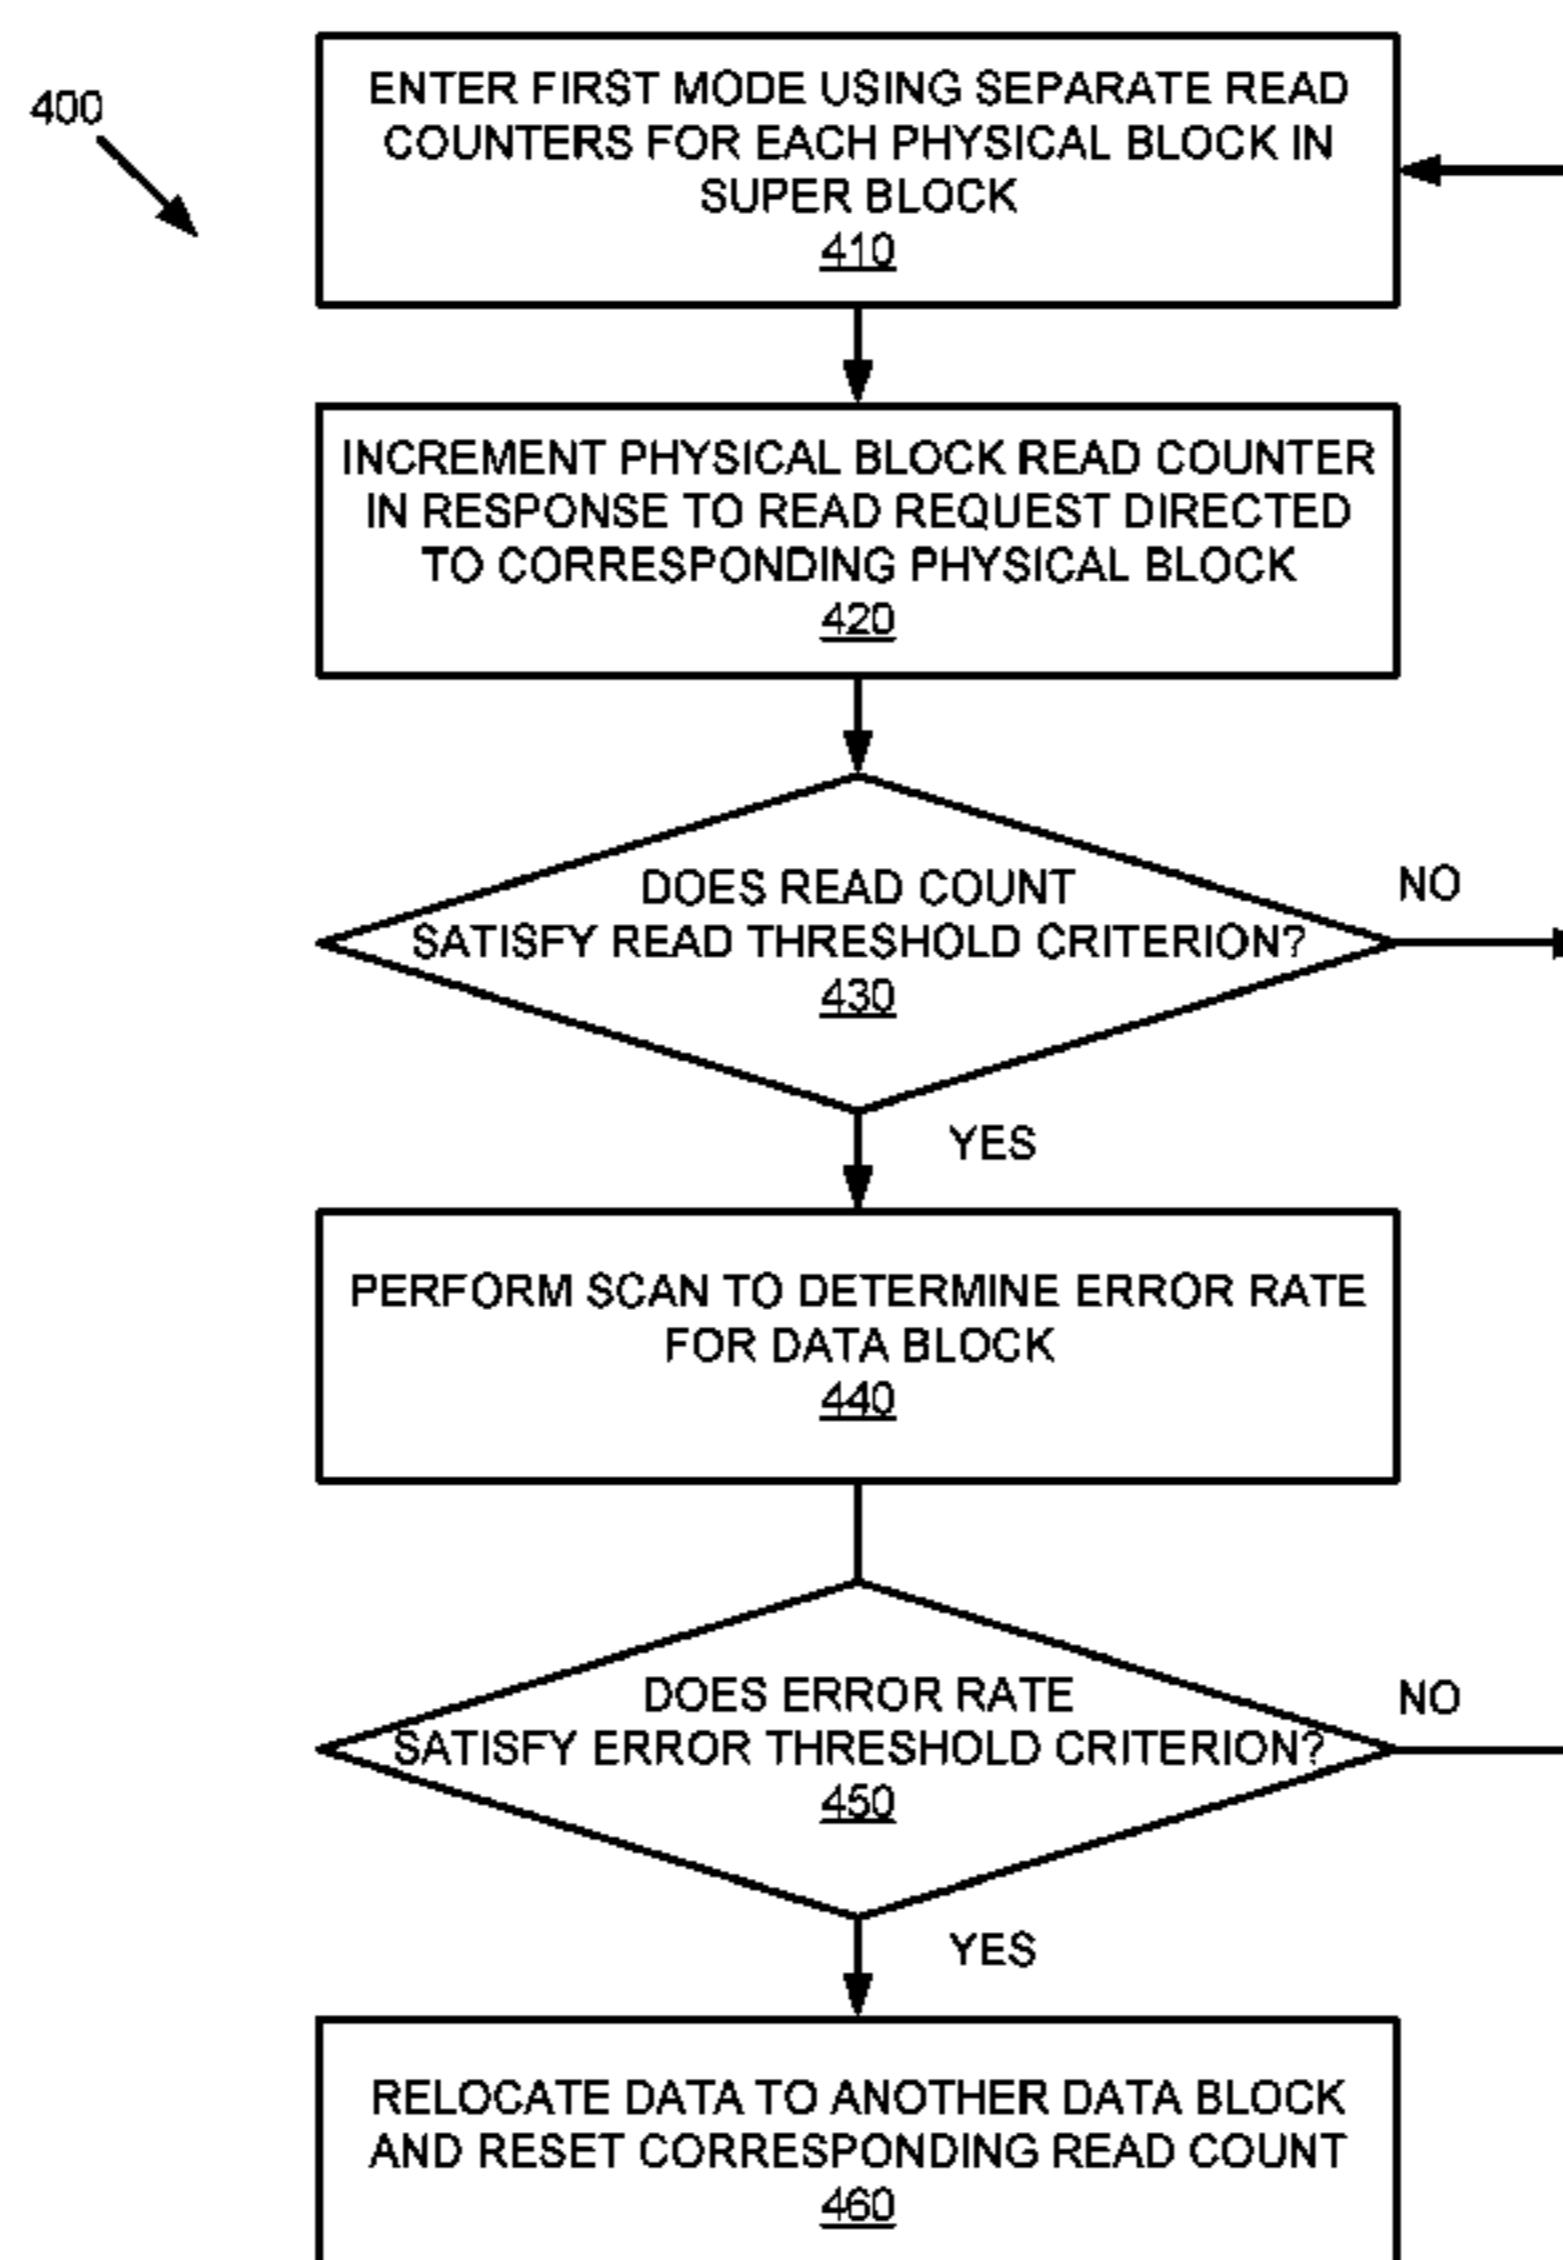 400
ENTER FIRST MODE USING SEPARATE READ
COUNTERS FOR EACH PHYSICAL BLOCK IN
SUPER BLOCK
410
INCREMENT PHYSICAL BLOCK READ COUNTER
IN RESPONSE TO READ REQUEST DIRECTED
TO CORRESPONDING PHYSICAL BLOCK
420
DOES READ COUNT
SATISFY READ THRESHOLD CRITERION?
430
NO
YES
PERFORM SCAN TO DETERMINE ERROR RATE
FOR DATA BLOCK
440
DOES ERROR RATE
SATISFY ERROR THRESHOLD CRITERION?
450
NO
YES
RELOCATE DATA TO ANOTHER DATA BLOCK
AND RESET CORRESPONDING READ COUNT
460